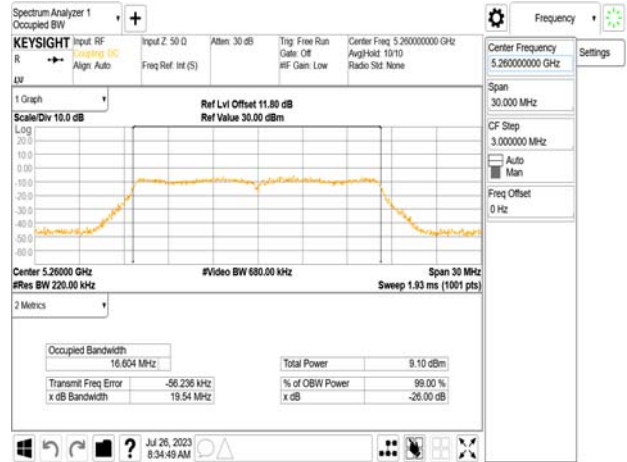 Spectrum Analyzer 1
Occupied BW
Frequency
KEYSIGHT Input: RF Input Z: 50 Ω Atten: 30 dB Trig: Free Run Center Freq: 5.260000000 GHz
R Coupling: DC Gate: Off Avg|Hold: 10/10
Align: Auto Freq Ref: Int (S) #IF Gain: Low Radio Std: None
Center Frequency
5.260000000 GHz
Settings
Span
30.000 MHz
CF Step
3.000000 MHz
Auto
Man
Freq Offset
0 Hz
1 Graph
Ref Lvl Offset 11.80 dB
Scale/Div 10.0 dB Ref Value 30.00 dBm
Log
20.0
10.0
0.00
-10.0
-20.0
-30.0
-40.0
-50.0
-60.0
Center 5.26000 GHz #Video BW 680.00 kHz Span 30 MHz
#Res BW 220.00 kHz Sweep 1.93 ms (1001 pts)
2 Metrics
Occupied Bandwidth
16.604 MHz Total Power 9.10 dBm
Transmit Freq Error -56.236 kHz % of OBW Power 99.00 %
x dB Bandwidth 19.54 MHz x dB -26.00 dB
? Jul 26, 2023
8:34:49 AM